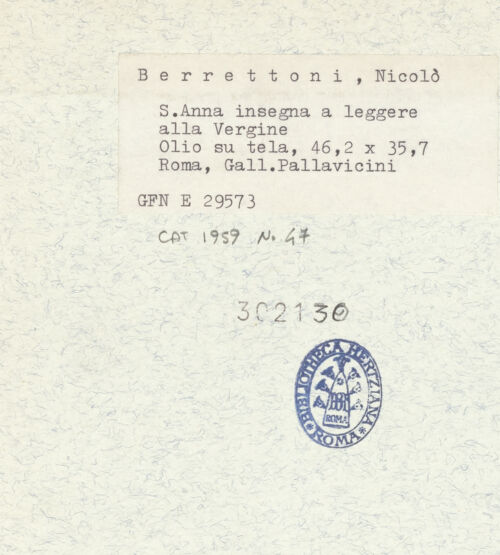 B e r r e t t o n i , Nicolò
S.Anna insegna a leggere
alla Vergine
Olio su tela, 46,2 x 35,7
Roma, Gall.Pallavicini
GFN E 29573
CAT 1959 N. 47
302130
BIBLIOTHECA HERTZIANA
ROMA
* ROMA *